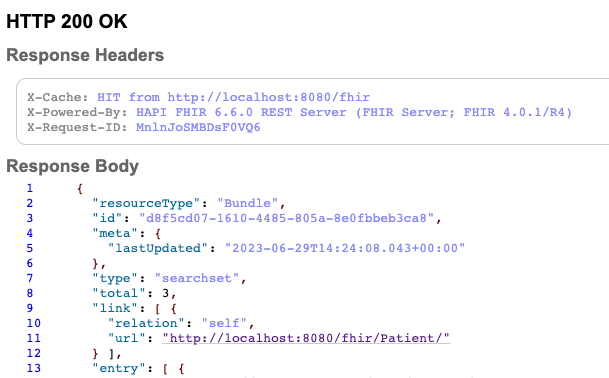 HTTP 200 OK
Response Headers
X-Cache: HIT from http://localhost:8080/fhir
X-Powered-By: HAPI FHIR 6.6.0 REST Server (FHIR Server; FHIR 4.0.1/R4)
X-Request-ID: MnlnJoSMBDsF0VQ6
Response Body
1 {
2 "resourceType": "Bundle",
3 "id": "d8f5cd07-1610-4485-805a-8e0fbbeb3ca8",
4 "meta": {
5 "lastUpdated": "2023-06-29T14:24:08.043+00:00"
6 },
7 "type": "searchset",
8 "total": 3,
9 "link": [ {
10 "relation": "self",
11 "url": "http://localhost:8080/fhir/Patient/"
12 } ],
13 "entry": [ {